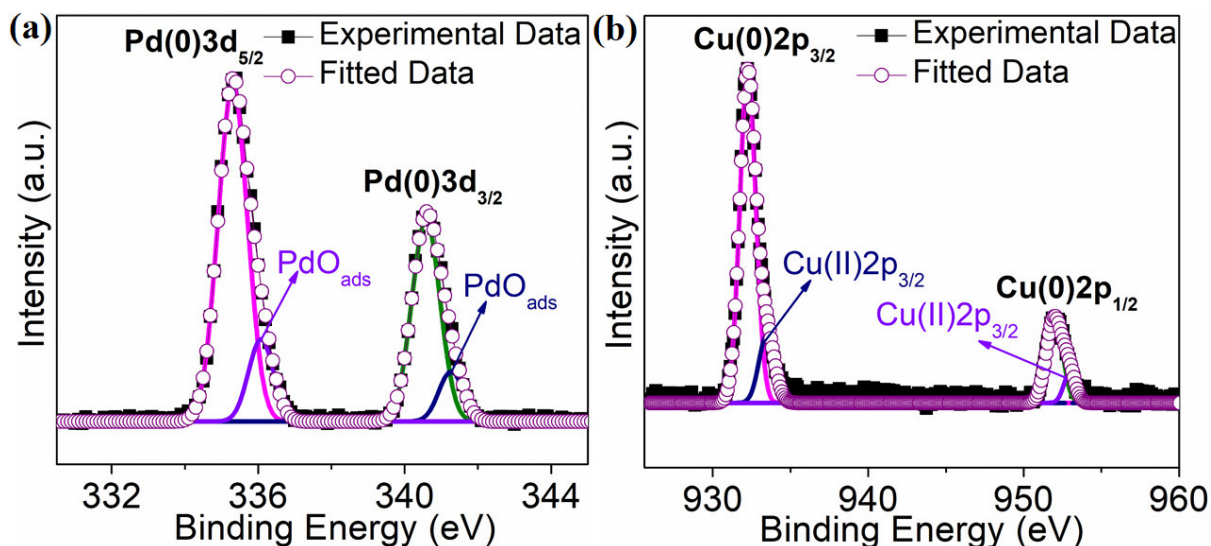 (a)
Pd(0)3d5/2
Experimental Data
Fitted Data
Pd(0)3d3/2
PdOads
PdOads
Intensity (a.u.)
332 336 340 344
Binding Energy (eV)
(b)
Cu(0)2p3/2
Experimental Data
Fitted Data
Cu(II)2p3/2
Cu(0)2p1/2
Cu(II)2p3/2
Intensity (a.u.)
930 940 950 960
Binding Energy (eV)